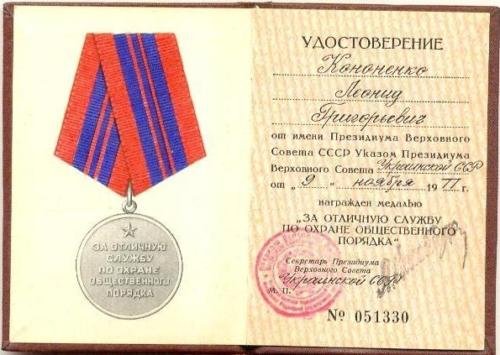 ЗА ОТЛИЧНУЮ
СЛУЖБУ
ПО ОХРАНЕ
ОБЩЕСТВЕННОГО
ПОРЯДКА
УДОСТОВЕРЕНИЕ
Кононенко
Леонид
Григорьевич
от имени Президиума Верховного
Совета СССР Указом Президиума
Верховного Совета Украинской ССР
от „9" ноября 1977 г.
награжден медалью
„ЗА ОТЛИЧНУЮ СЛУЖБУ
ПО ОХРАНЕ ОБЩЕСТВЕННОГО
ПОРЯДКА"
Секретарь Президиума
Верховного Совета
Украинской ССР
М. П.
№ 051330